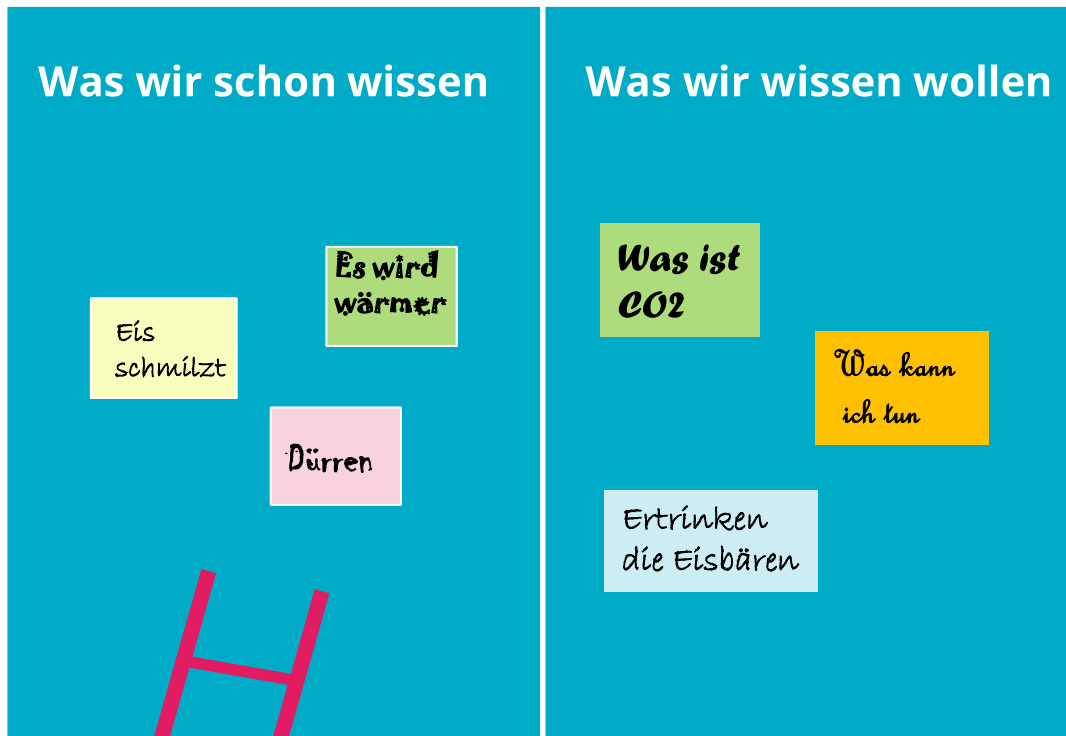 Was wir schon wissen
Es wird
wärmer
Eis
schmilzt
Dürren
Was wir wissen wollen
Was ist
CO2
Was kann
ich tun
Ertrinken
die Eisbären